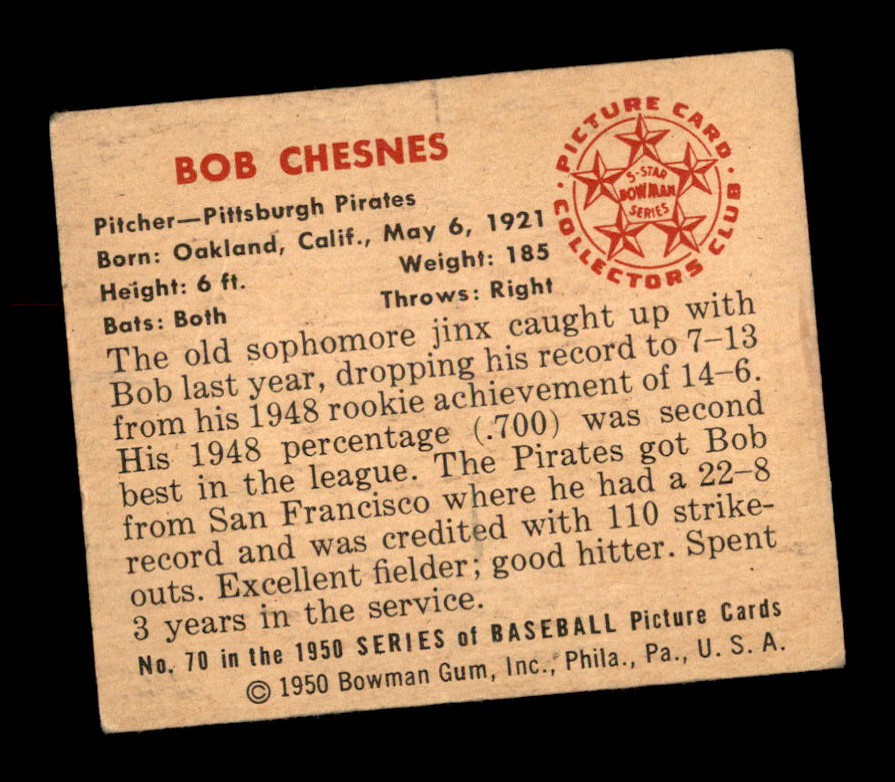 BOB CHESNES
PICTURE CARD
COLLECTORS CLUB
5-STAR
BOWMAN
SERIES
Pitcher—Pittsburgh Pirates
Born: Oakland, Calif., May 6, 1921
Height: 6 ft. Weight: 185
Bats: Both Throws: Right
The old sophomore jinx caught up with
Bob last year, dropping his record to 7–13
from his 1948 rookie achievement of 14–6.
His 1948 percentage (.700) was second
best in the league. The Pirates got Bob
from San Francisco where he had a 22–8
record and was credited with 110 strike-
outs. Excellent fielder; good hitter. Spent
3 years in the service.
No. 70 in the 1950 SERIES of BASEBALL Picture Cards
© 1950 Bowman Gum, Inc., Phila., Pa., U. S. A.